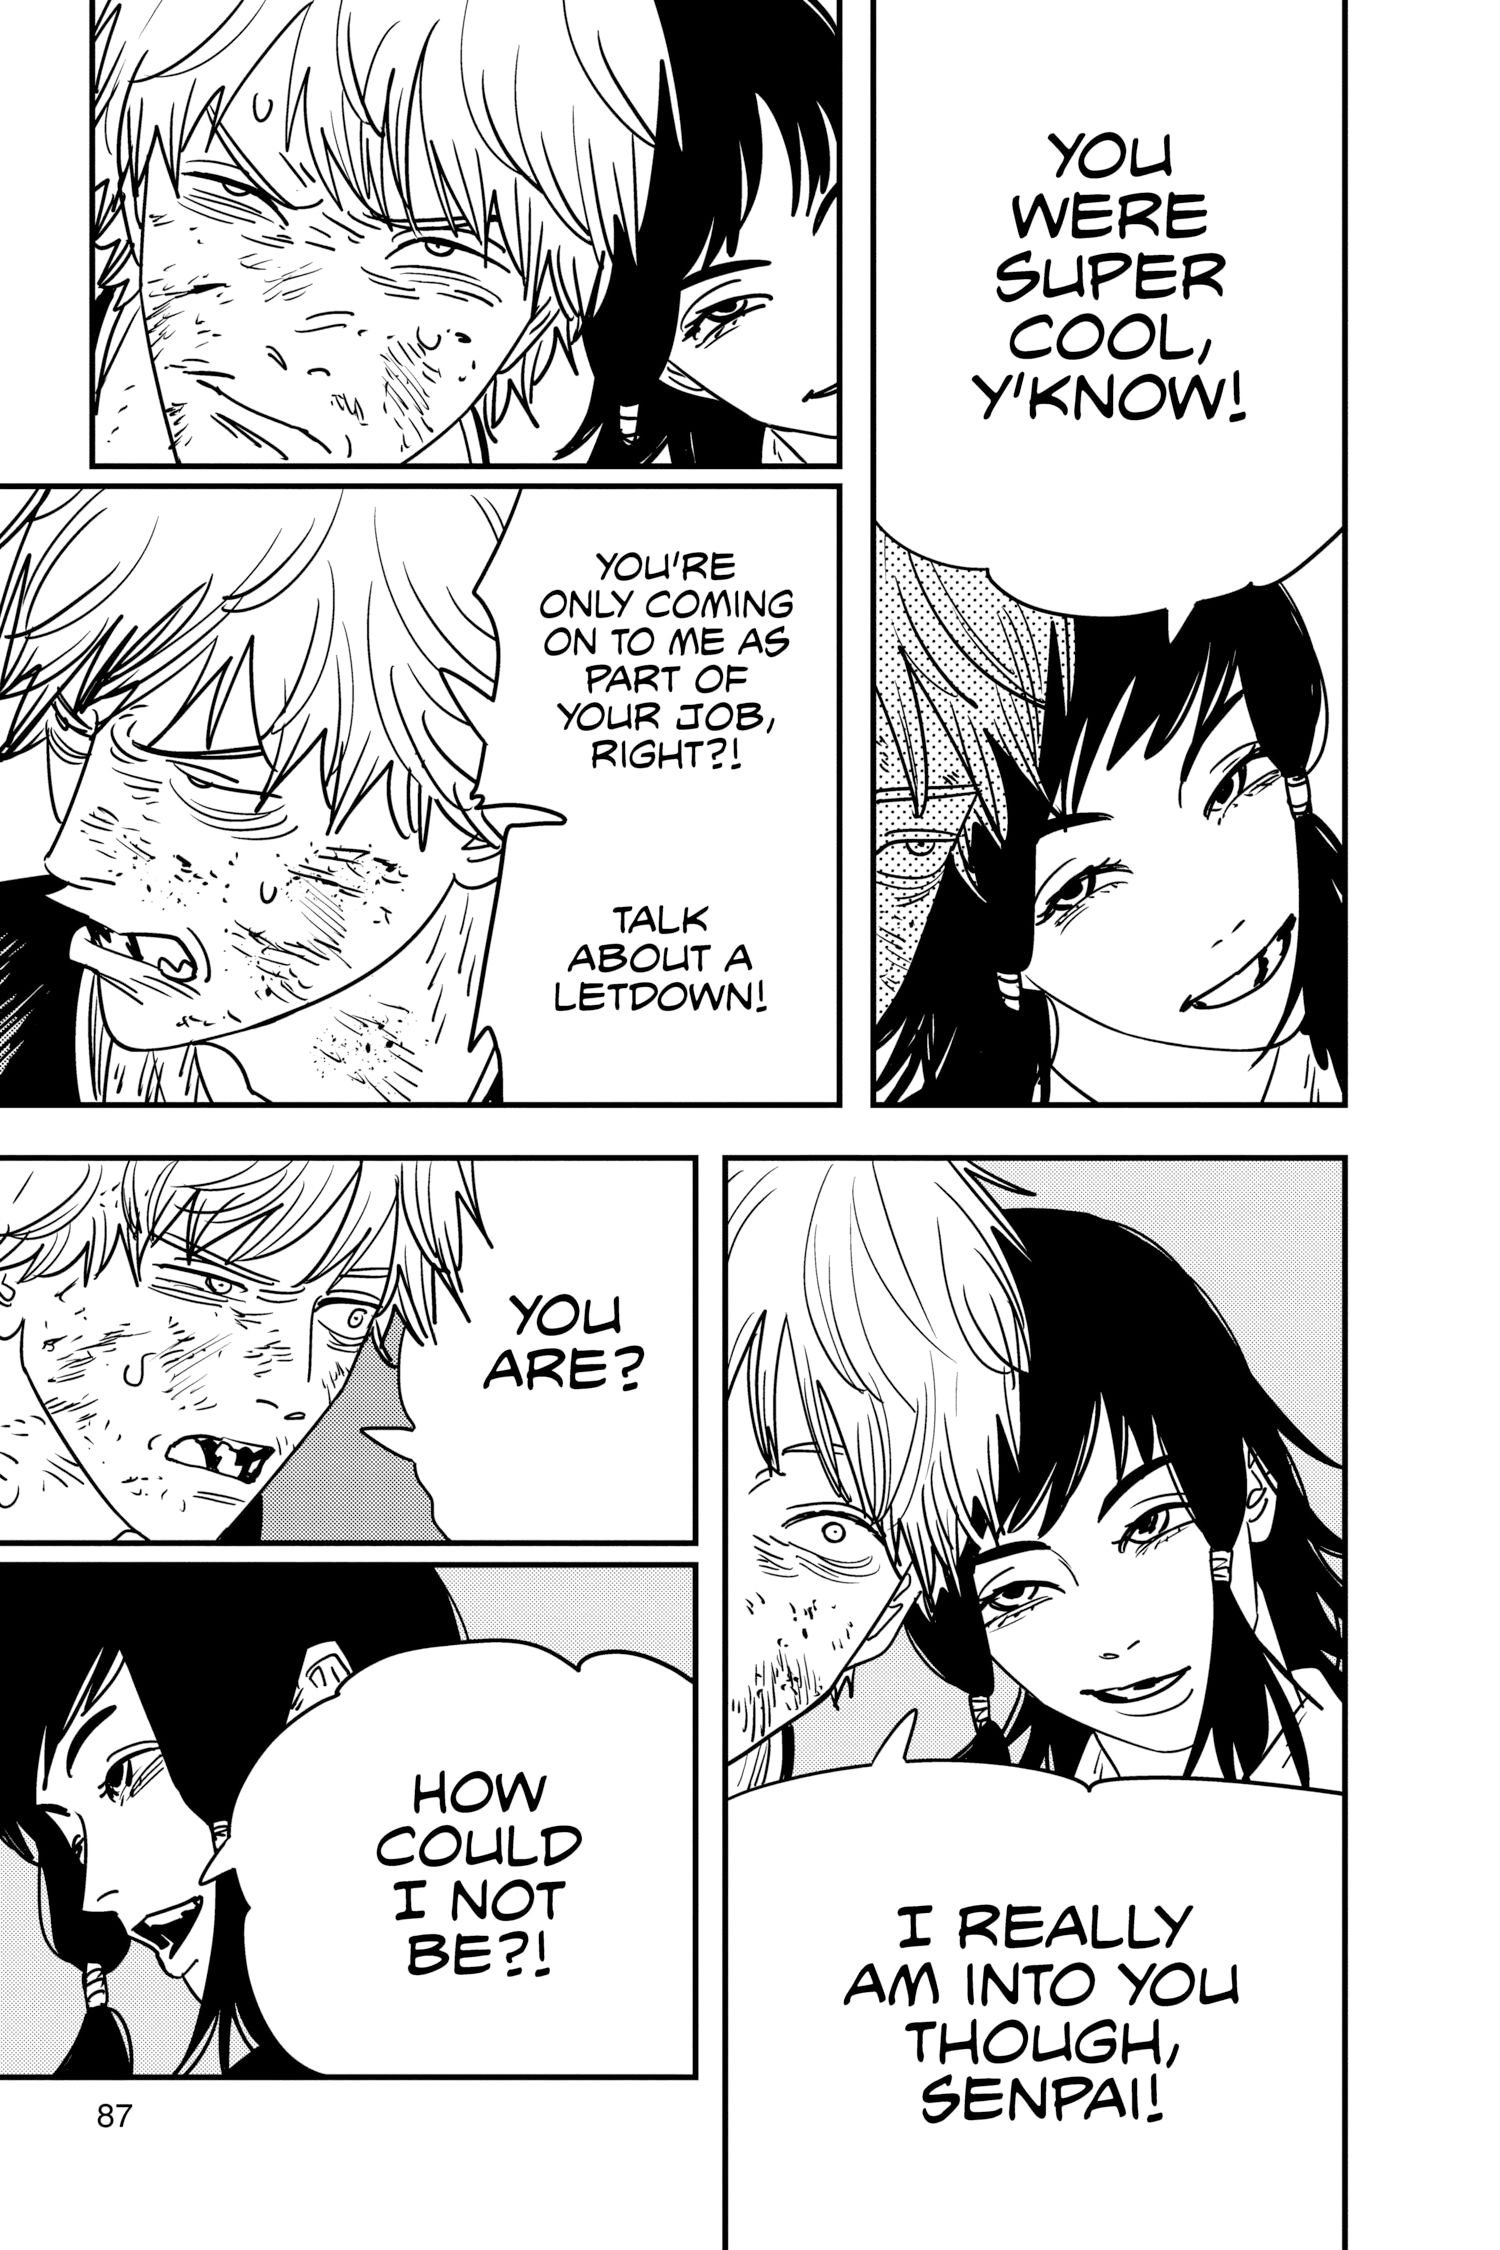 YOU
WERE
SUPER
COOL,
Y'KNOW!
YOU'RE
ONLY COMING
ON TO ME AS
PART OF
YOUR JOB,
RIGHT?!
TALK
ABOUT A
LETDOWN!
I REALLY
AM INTO YOU
THOUGH,
SENPAI!
YOU
ARE?
HOW
COULD
I NOT
BE?!
87